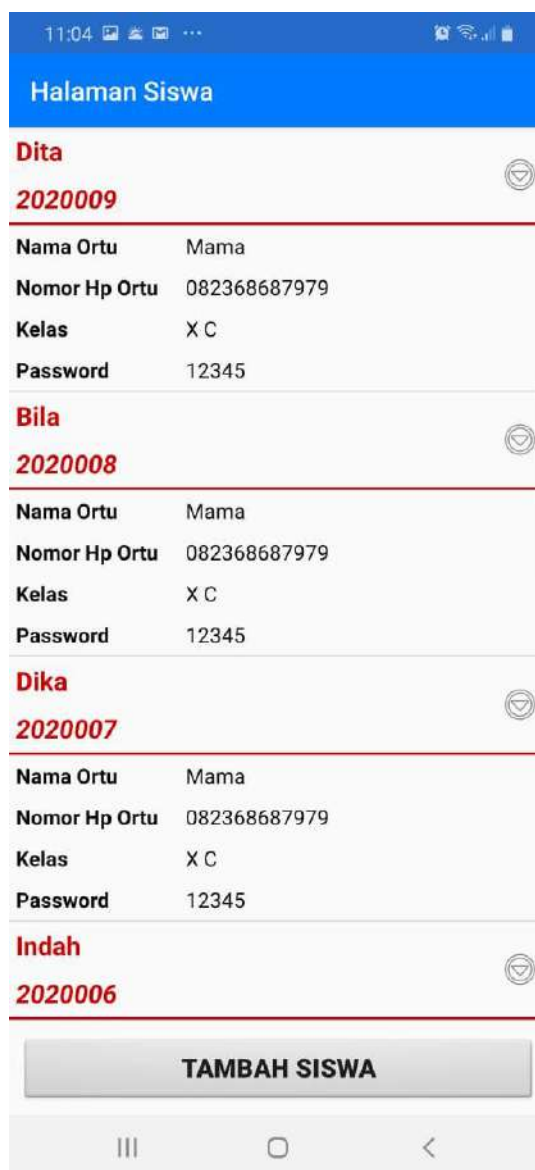 11:04
Halaman Siswa
Dita
2020009
Nama Ortu Mama
Nomor Hp Ortu 082368687979
Kelas X C
Password 12345
Bila
2020008
Nama Ortu Mama
Nomor Hp Ortu 082368687979
Kelas X C
Password 12345
Dika
2020007
Nama Ortu Mama
Nomor Hp Ortu 082368687979
Kelas X C
Password 12345
Indah
2020006
TAMBAH SISWA